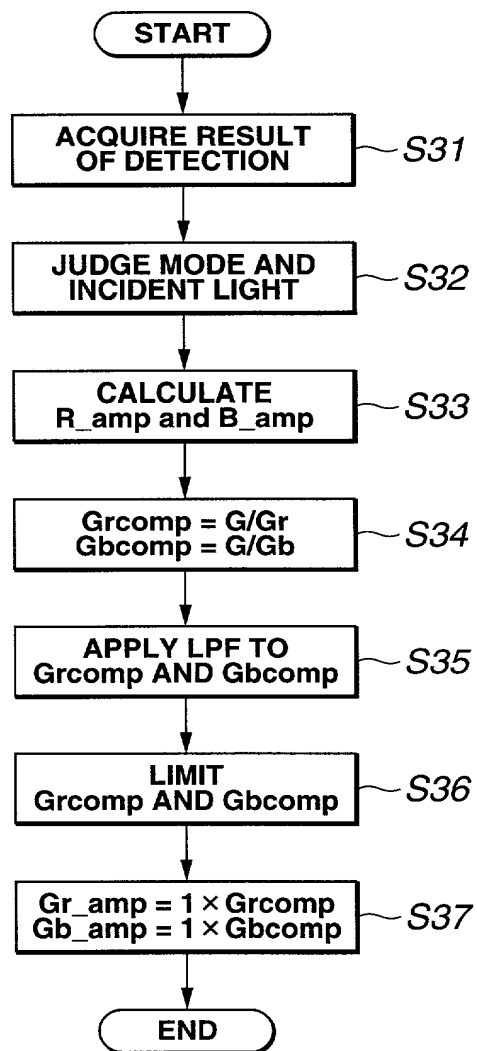 START
ACQUIRE RESULT
OF DETECTION
S31
JUDGE MODE AND
INCIDENT LIGHT
S32
CALCULATE
R_amp and B_amp
S33
Grcomp = G/Gr
Gbcomp = G/Gb
S34
APPLY LPF TO
Grcomp AND Gbcomp
S35
LIMIT
Grcomp AND Gbcomp
S36
Gr_amp = 1 × Grcomp
Gb_amp = 1 × Gbcomp
S37
END